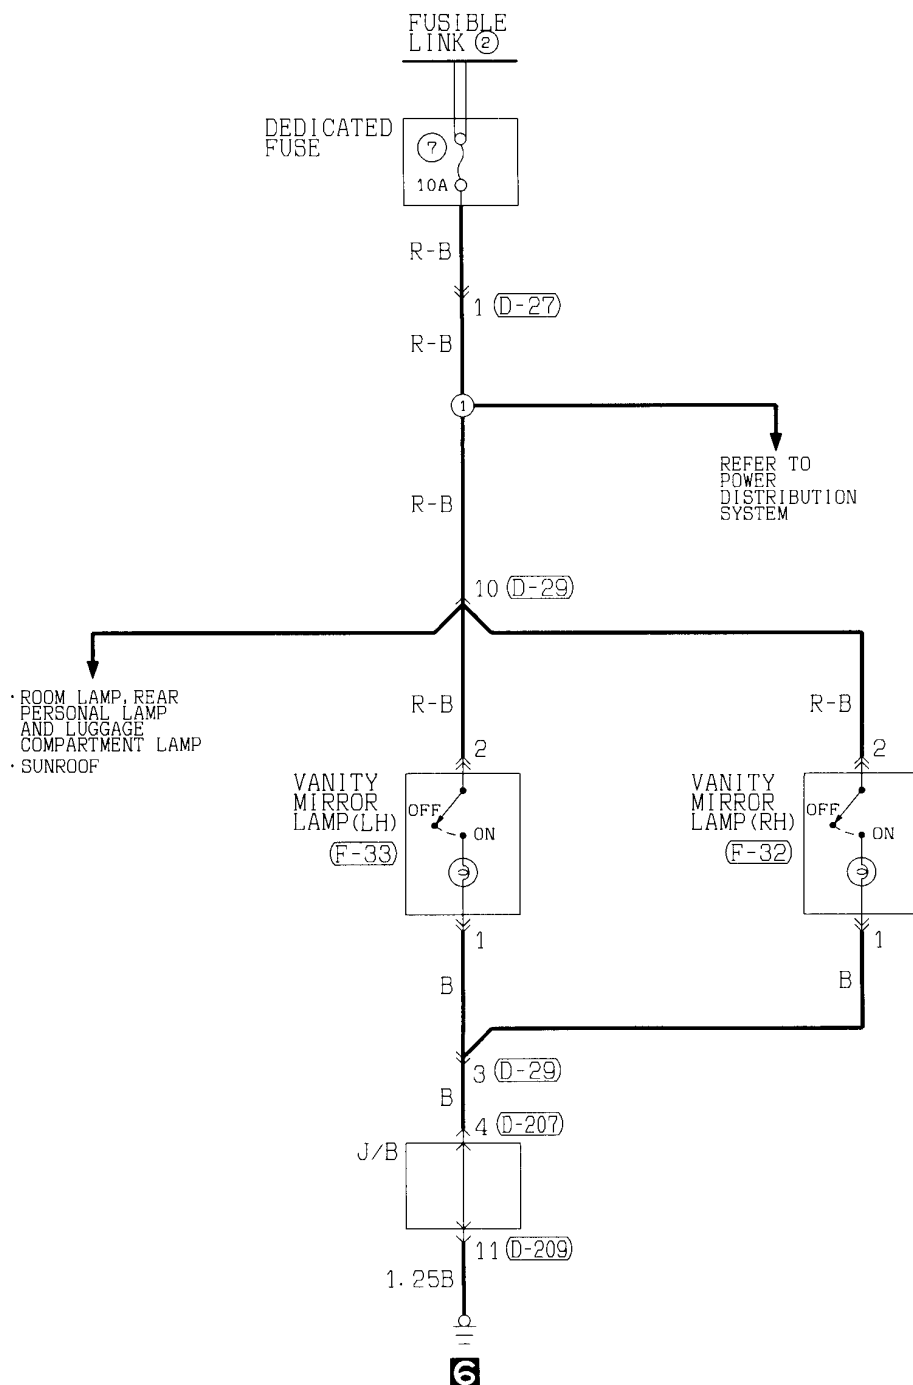 FUSIBLE
LINK ②
DEDICATED
FUSE
⑦
10A
R-B
1 (D-27)
R-B
①
REFER TO
POWER
DISTRIBUTION
SYSTEM
R-B
10 (D-29)
·ROOM LAMP, REAR
PERSONAL LAMP
AND LUGGAGE
COMPARTMENT LAMP
·SUNROOF
R-B
R-B
2
2
VANITY
MIRROR
LAMP(LH)
(F-33)
OFF
ON
VANITY
MIRROR
LAMP(RH)
(F-32)
OFF
ON
1
1
B
B
3 (D-29)
B
4 (D-207)
J/B
11 (D-209)
1.25B
6